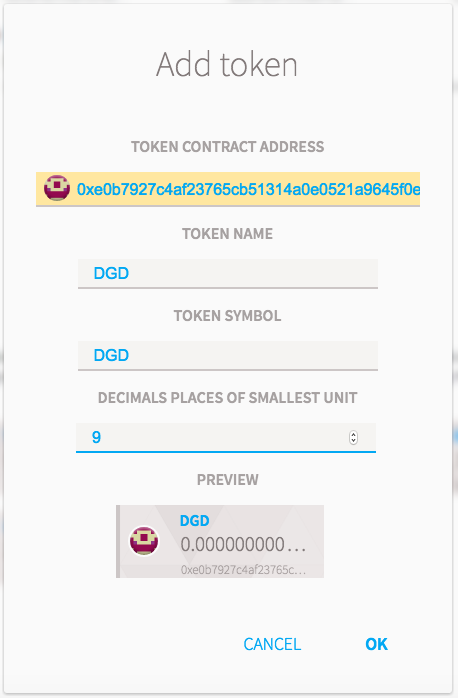 Add token
TOKEN CONTRACT ADDRESS
0xe0b7927c4af23765cb51314a0e0521a9645f0e
TOKEN NAME
DGD
TOKEN SYMBOL
DGD
DECIMALS PLACES OF SMALLEST UNIT
9
PREVIEW
DGD
0.000000000...
0xe0b7927c4af23765c...
CANCEL OK